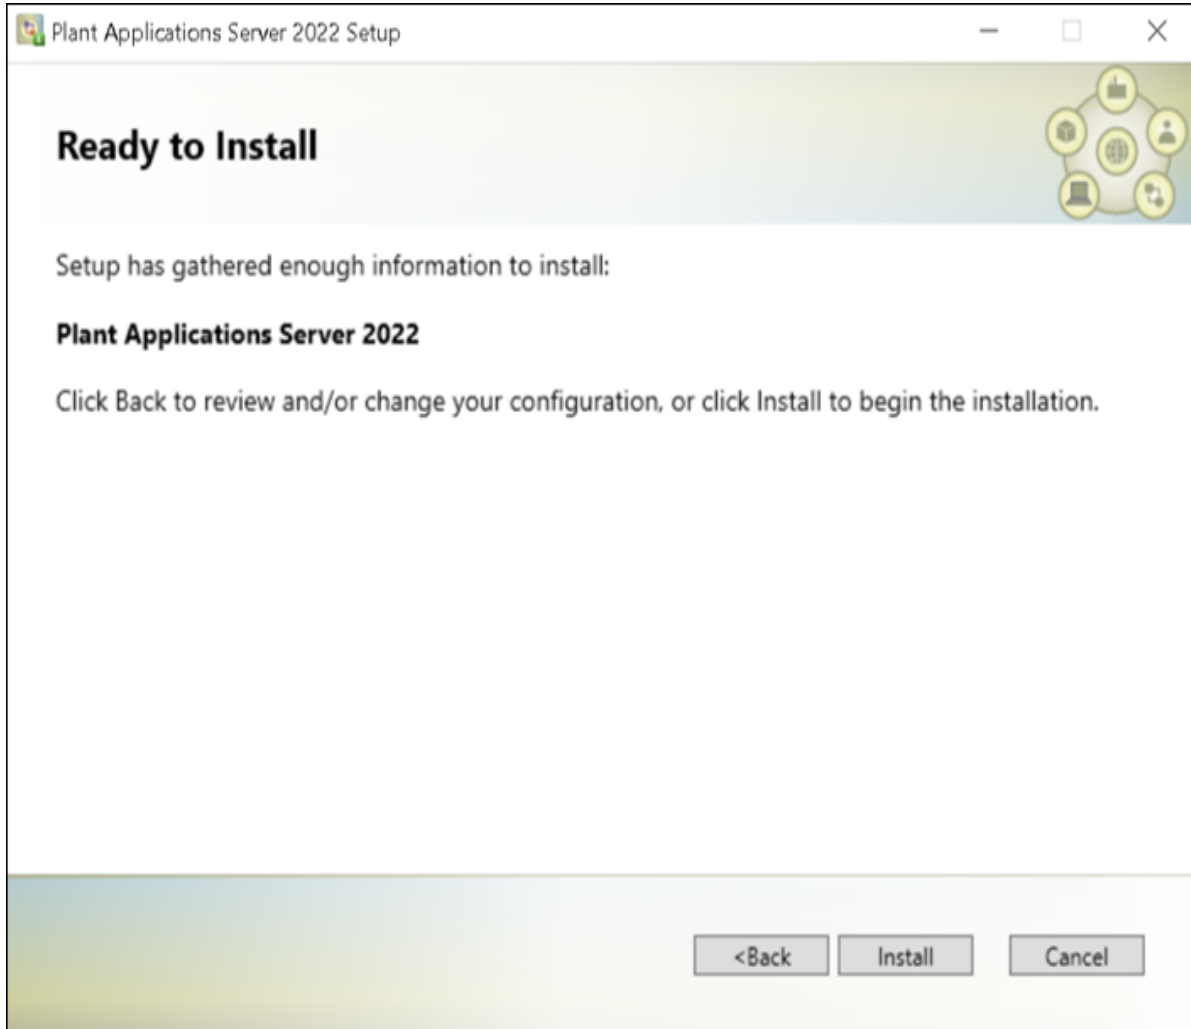 Plant Applications Server 2022 Setup
Ready to Install
Setup has gathered enough information to install:
Plant Applications Server 2022
Click Back to review and/or change your configuration, or click Install to begin the installation.
<Back Install Cancel